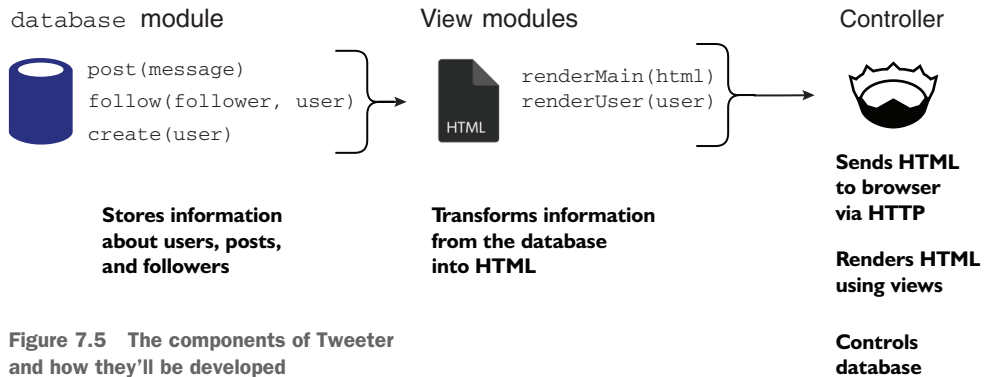 database module
post(message)
follow(follower, user)
create(user)
Stores information
about users, posts,
and followers
View modules
HTML
renderMain(html)
renderUser(user)
Transforms information
from the database
into HTML
Controller
Sends HTML
to browser
via HTTP
Renders HTML
using views
Controls
database
Figure 7.5 The components of Tweeter
and how they'll be developed